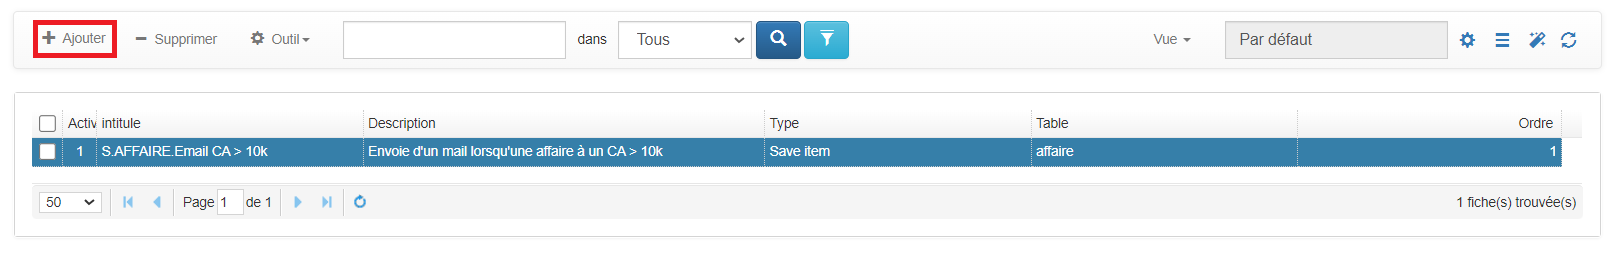 Ajouter Supprimer Outil dans Tous Vue Par défaut
Activ intitule Description Type Table Ordre
1 S.AFFAIRE.Email CA > 10k Envoie d'un mail lorsqu'une affaire à un CA > 10k Save item affaire 1
50 Page 1 de 1 1 fiche(s) trouvée(s)